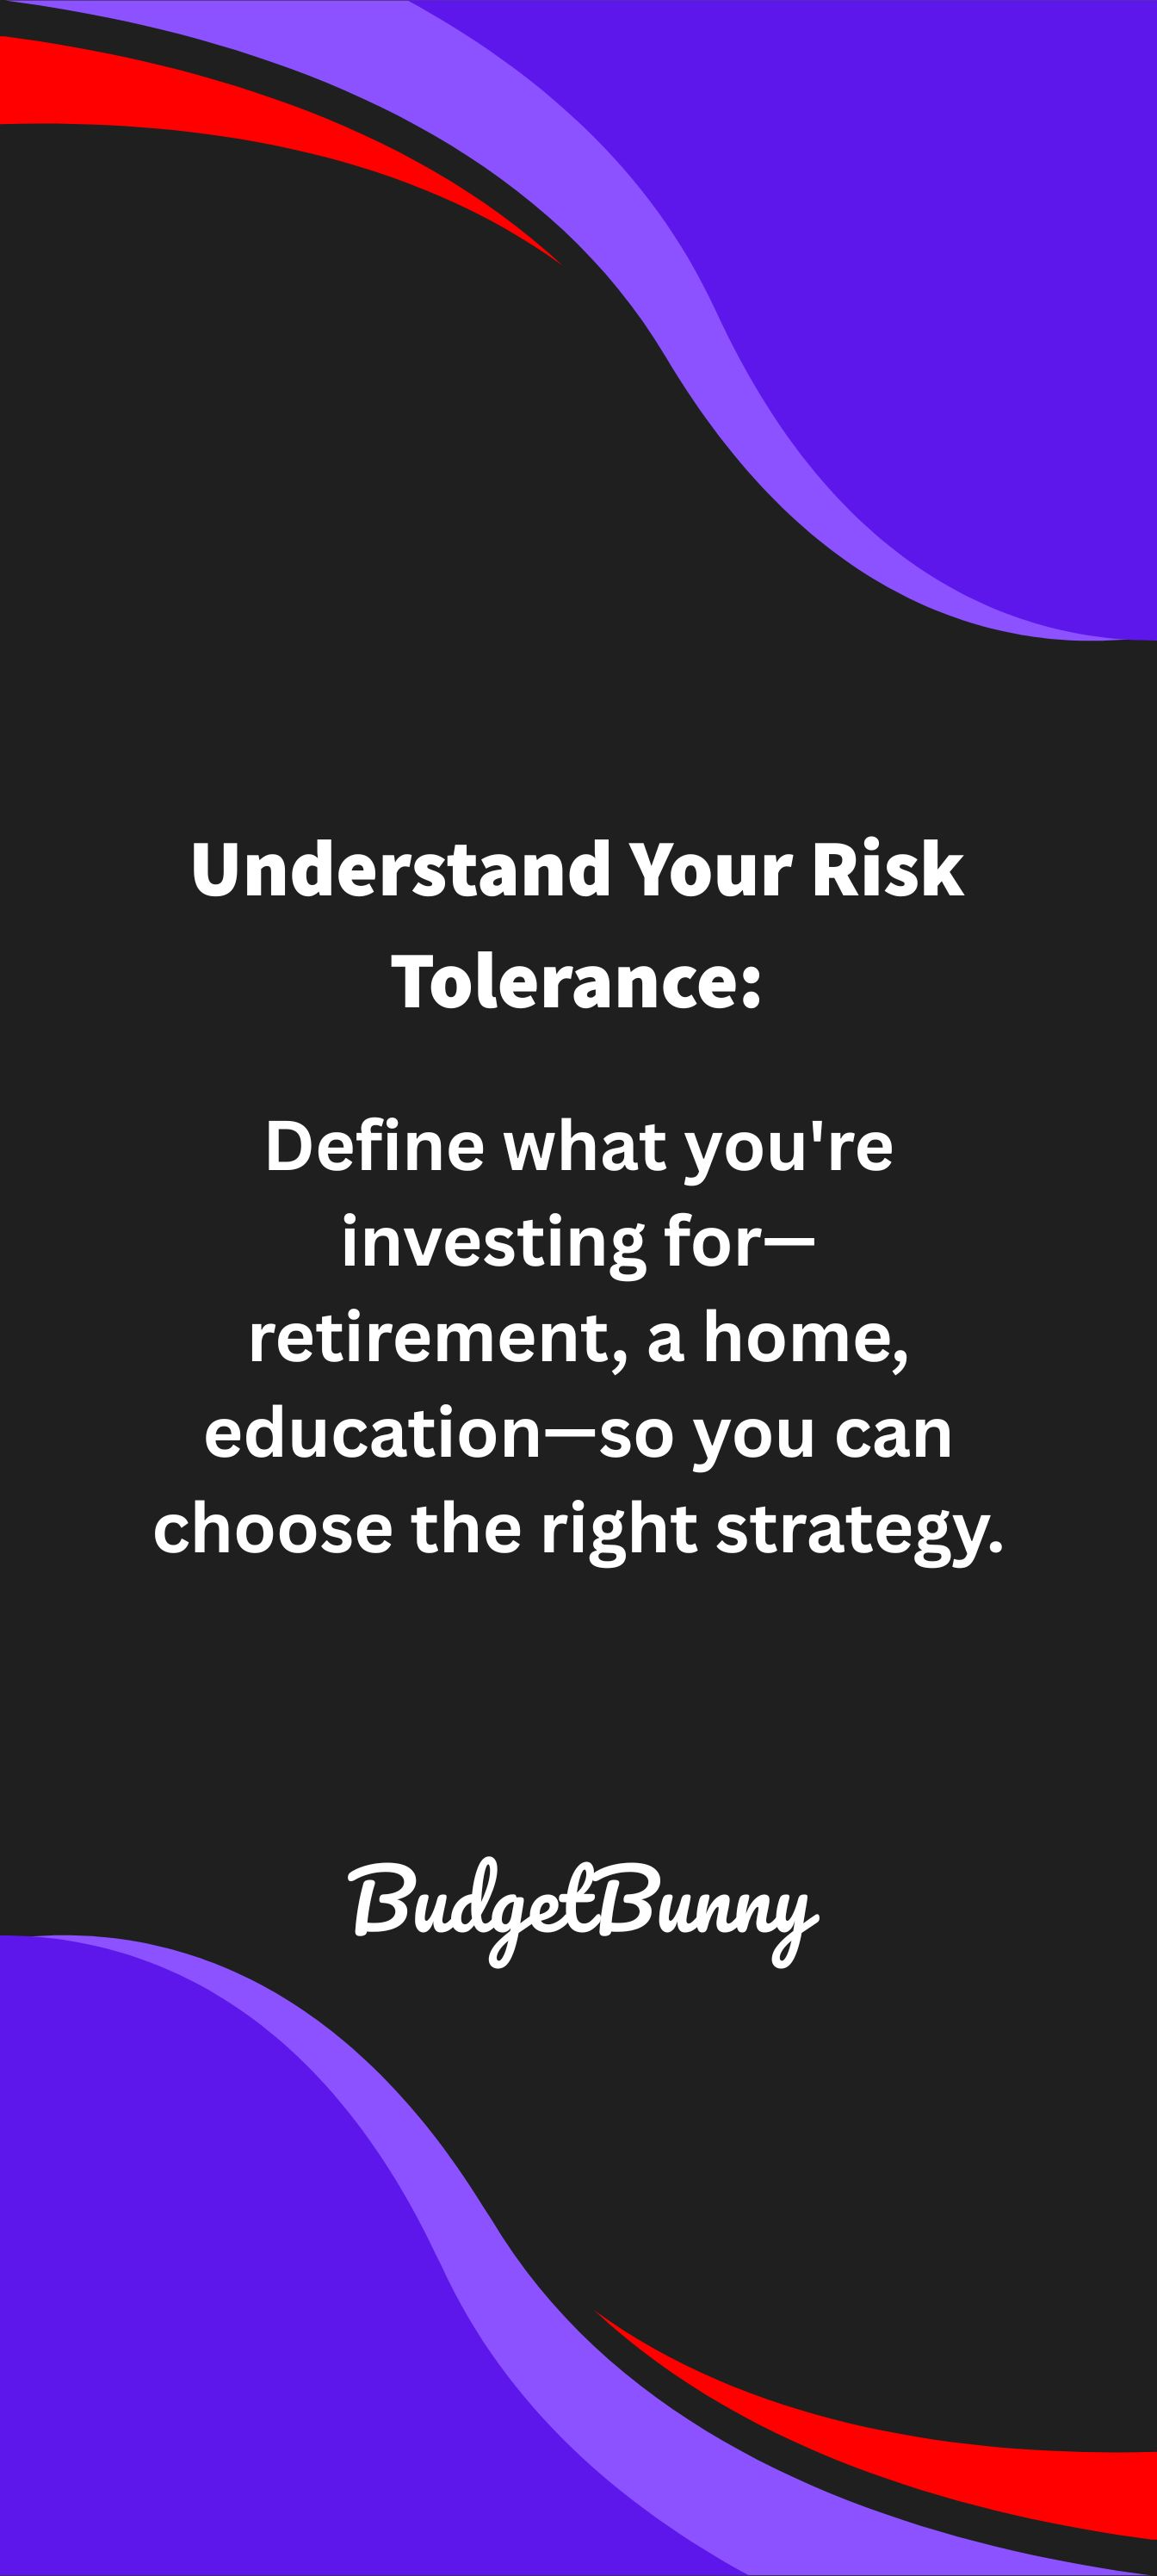 Understand Your Risk
Tolerance:
Define what you're
investing for—
retirement, a home,
education—so you can
choose the right strategy.
BudgetBunny